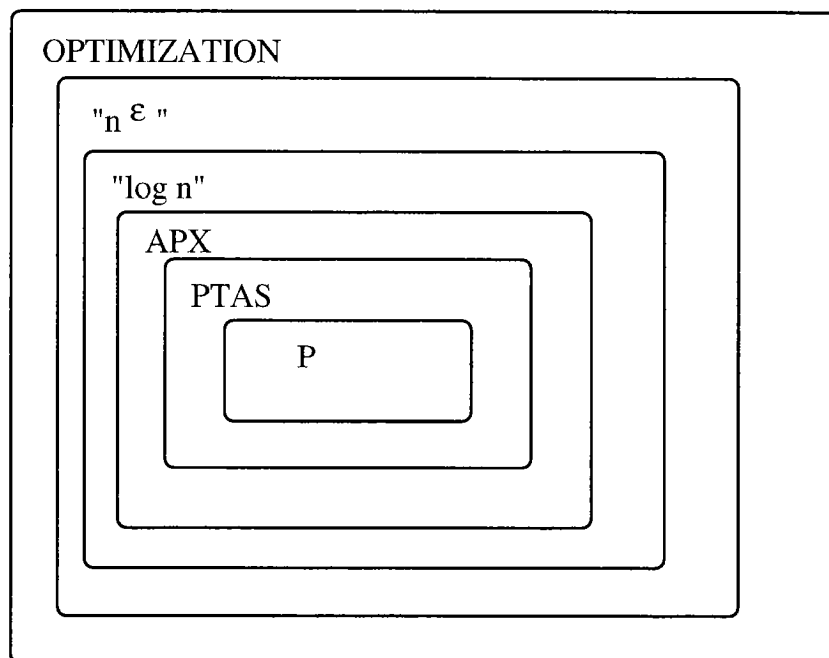 OPTIMIZATION
"n ε "
"log n"
APX
PTAS
P